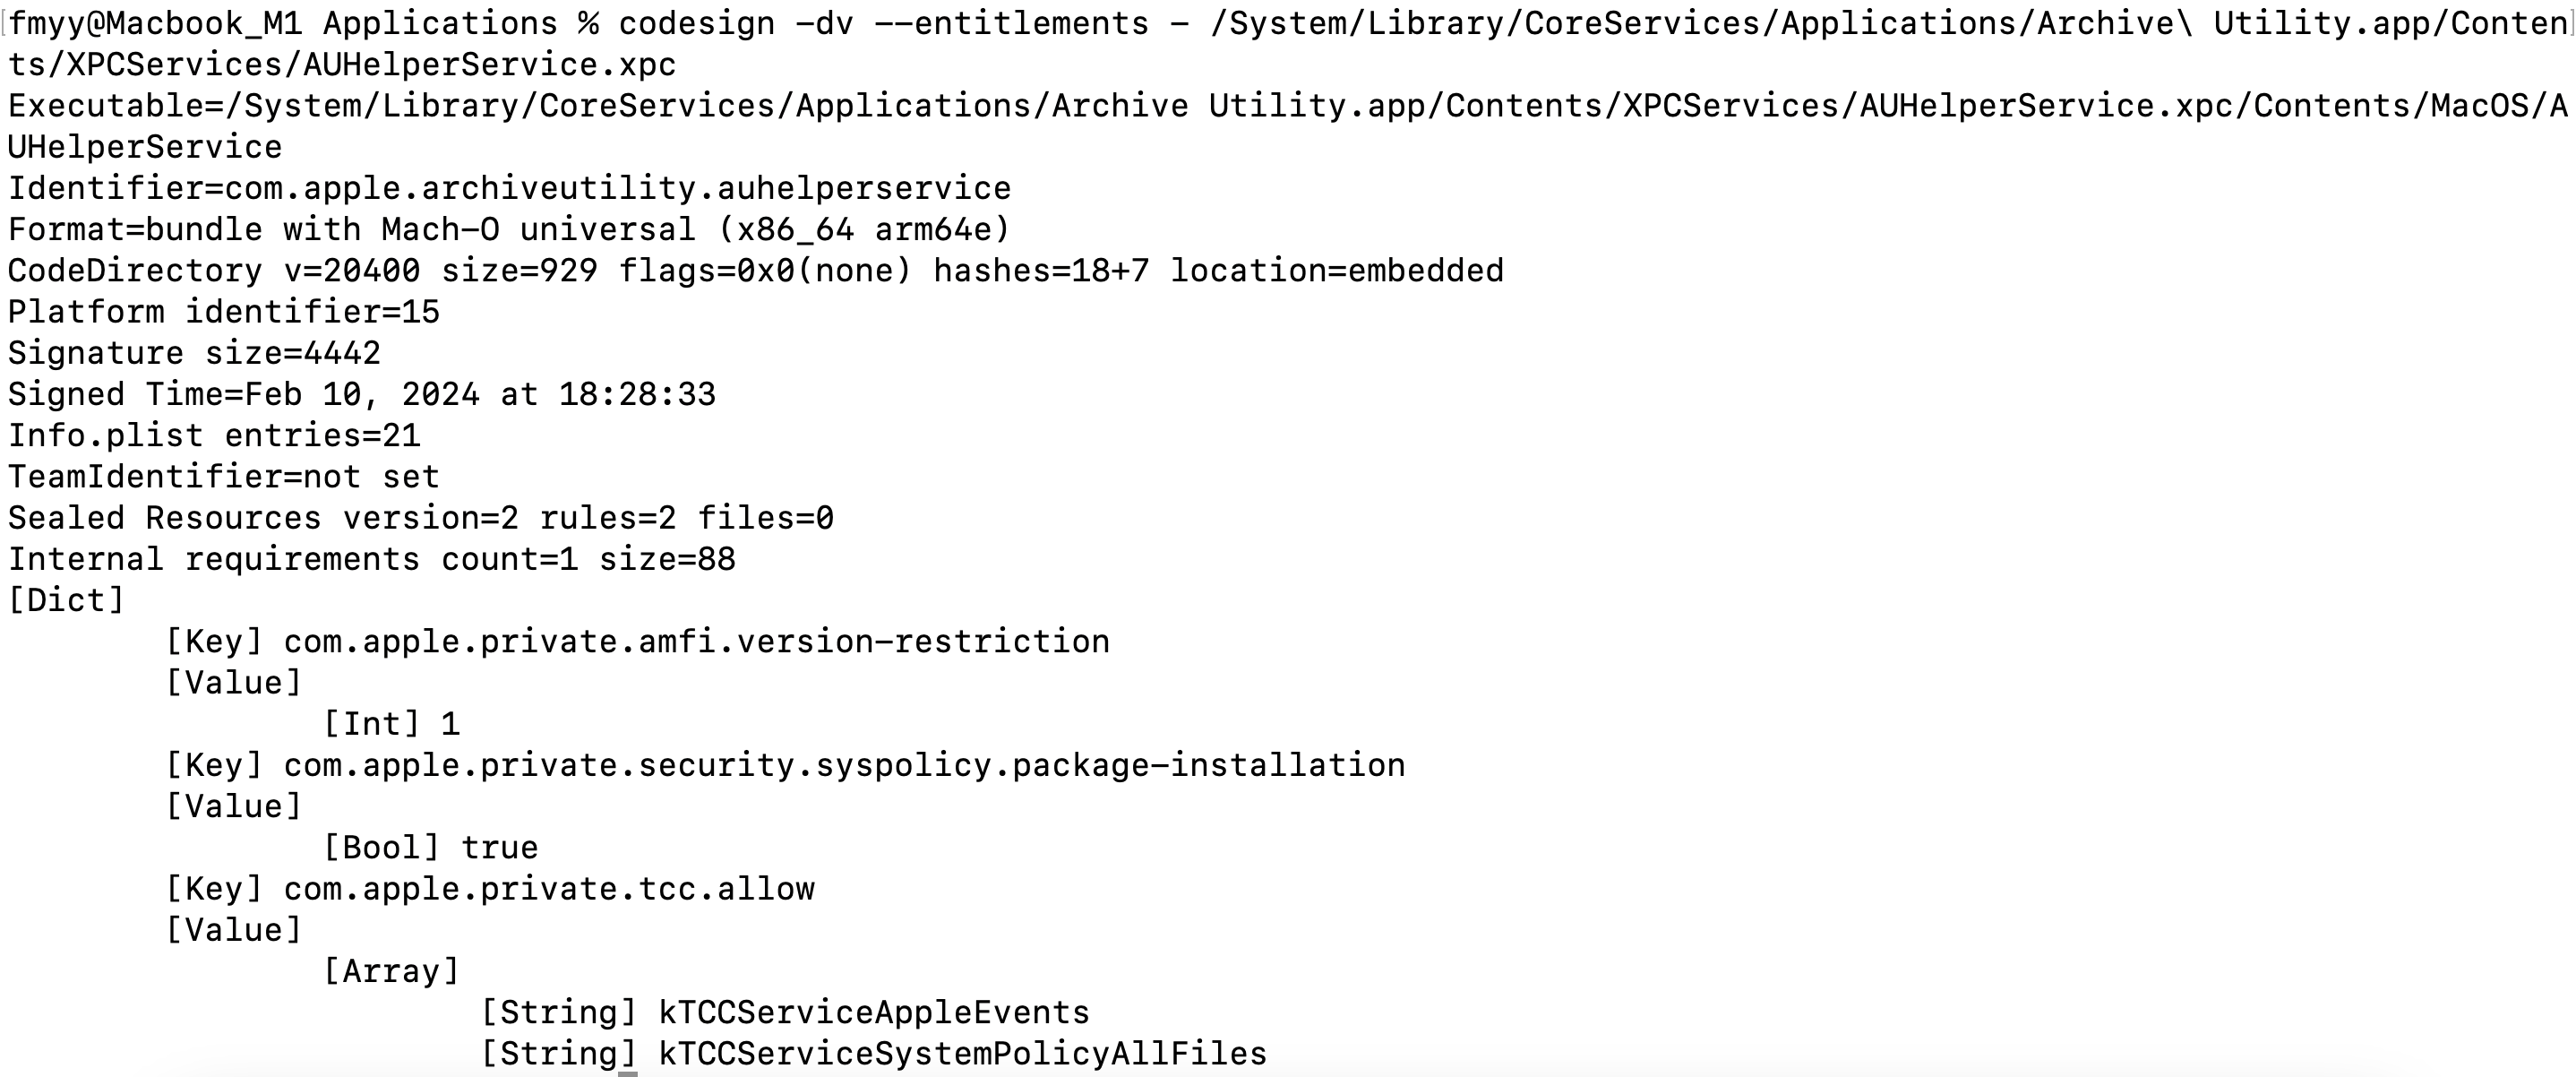 fmyy@Macbook_M1 Applications % codesign -dv --entitlements - /System/Library/CoreServices/Applications/Archive\ Utility.app/Conten
ts/XPCServices/AUHelperService.xpc
Executable=/System/Library/CoreServices/Applications/Archive Utility.app/Contents/XPCServices/AUHelperService.xpc/Contents/MacOS/A
UHelperService
Identifier=com.apple.archiveutility.auhelperservice
Format=bundle with Mach-O universal (x86_64 arm64e)
CodeDirectory v=20400 size=929 flags=0x0(none) hashes=18+7 location=embedded
Platform identifier=15
Signature size=4442
Signed Time=Feb 10, 2024 at 18:28:33
Info.plist entries=21
TeamIdentifier=not set
Sealed Resources version=2 rules=2 files=0
Internal requirements count=1 size=88
[Dict]
[Key] com.apple.private.amfi.version-restriction
[Value]
[Int] 1
[Key] com.apple.private.security.syspolicy.package-installation
[Value]
[Bool] true
[Key] com.apple.private.tcc.allow
[Value]
[Array]
[String] kTCCServiceAppleEvents
[String] kTCCServiceSystemPolicyAllFiles